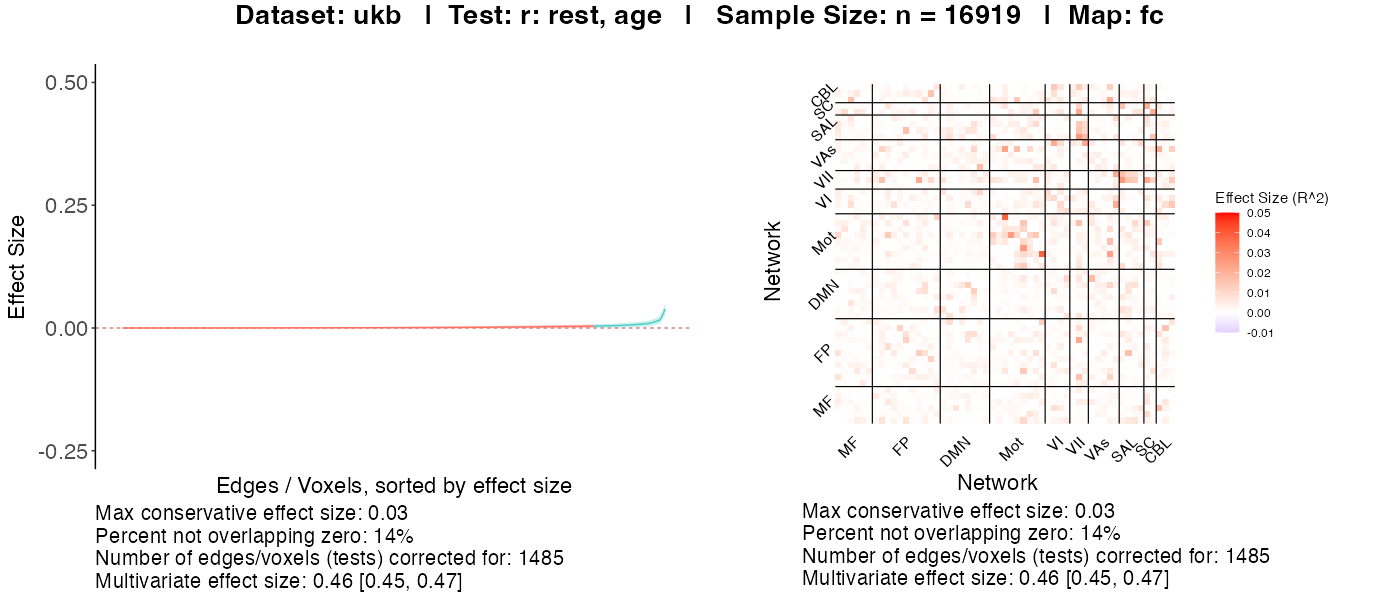 Dataset: ukb | Test: r: rest, age | Sample Size: n = 16919 | Map: fc
Effect Size
0.50
0.25
0.00
-0.25
Edges / Voxels, sorted by effect size
Max conservative effect size: 0.03
Percent not overlapping zero: 14%
Number of edges/voxels (tests) corrected for: 1485
Multivariate effect size: 0.46 [0.45, 0.47]
Network
CBL
SC
SAL
VAs
VII
VI
Mot
DMN
FP
MF
MF
FP
DMN
Mot
VI
VII
VAs
SAL
SC
CBL
Network
Effect Size (R^2)
0.05
0.04
0.03
0.02
0.01
0.00
-0.01
Max conservative effect size: 0.03
Percent not overlapping zero: 14%
Number of edges/voxels (tests) corrected for: 1485
Multivariate effect size: 0.46 [0.45, 0.47]